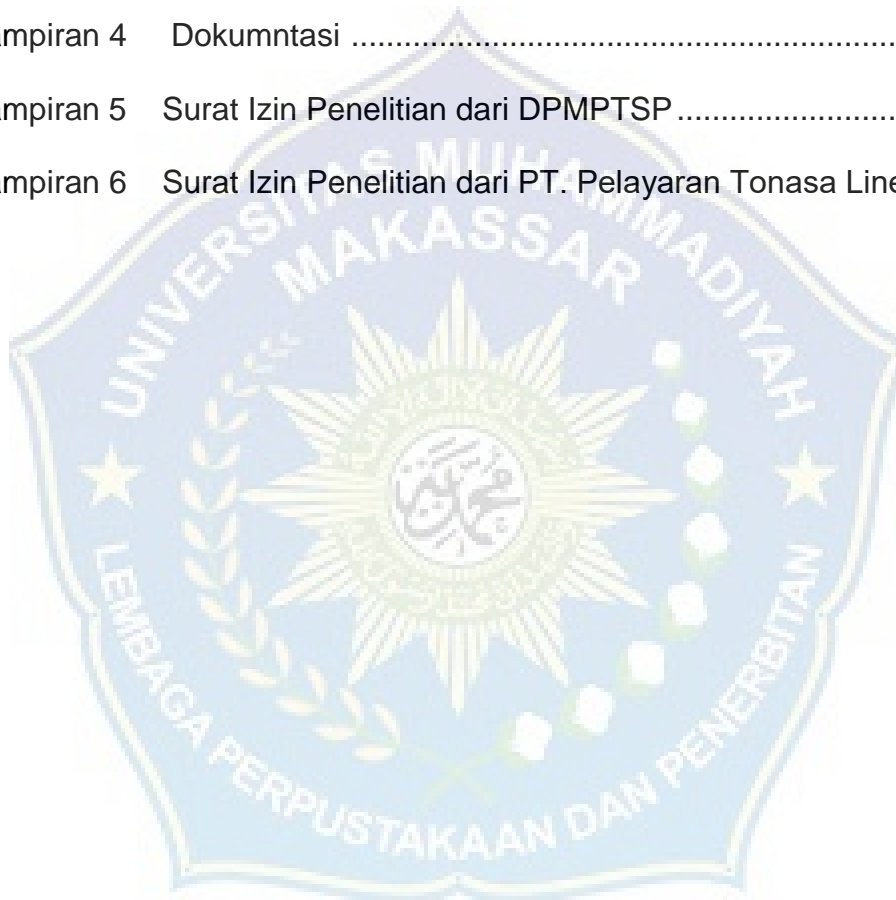 ampiran 4 Dokumntasi ................................................................
ampiran 5 Surat Izin Penelitian dari DPMPTSP .........................
ampiran 6 Surat Izin Penelitian dari PT. Pelayaran Tonasa Line
UNIVERSITAS MUHAMMADIYAH
MAKASSAR
LEMBAGA PERPUSTAKAAN DAN PENERBITAN